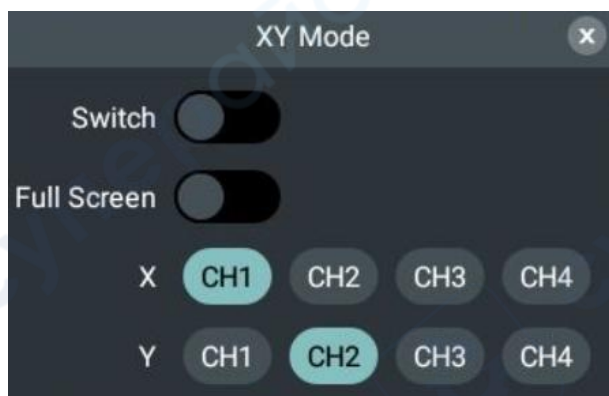 XY Mode X
Switch
Full Screen
X CH1 CH2 CH3 CH4
Y CH1 CH2 CH3 CH4